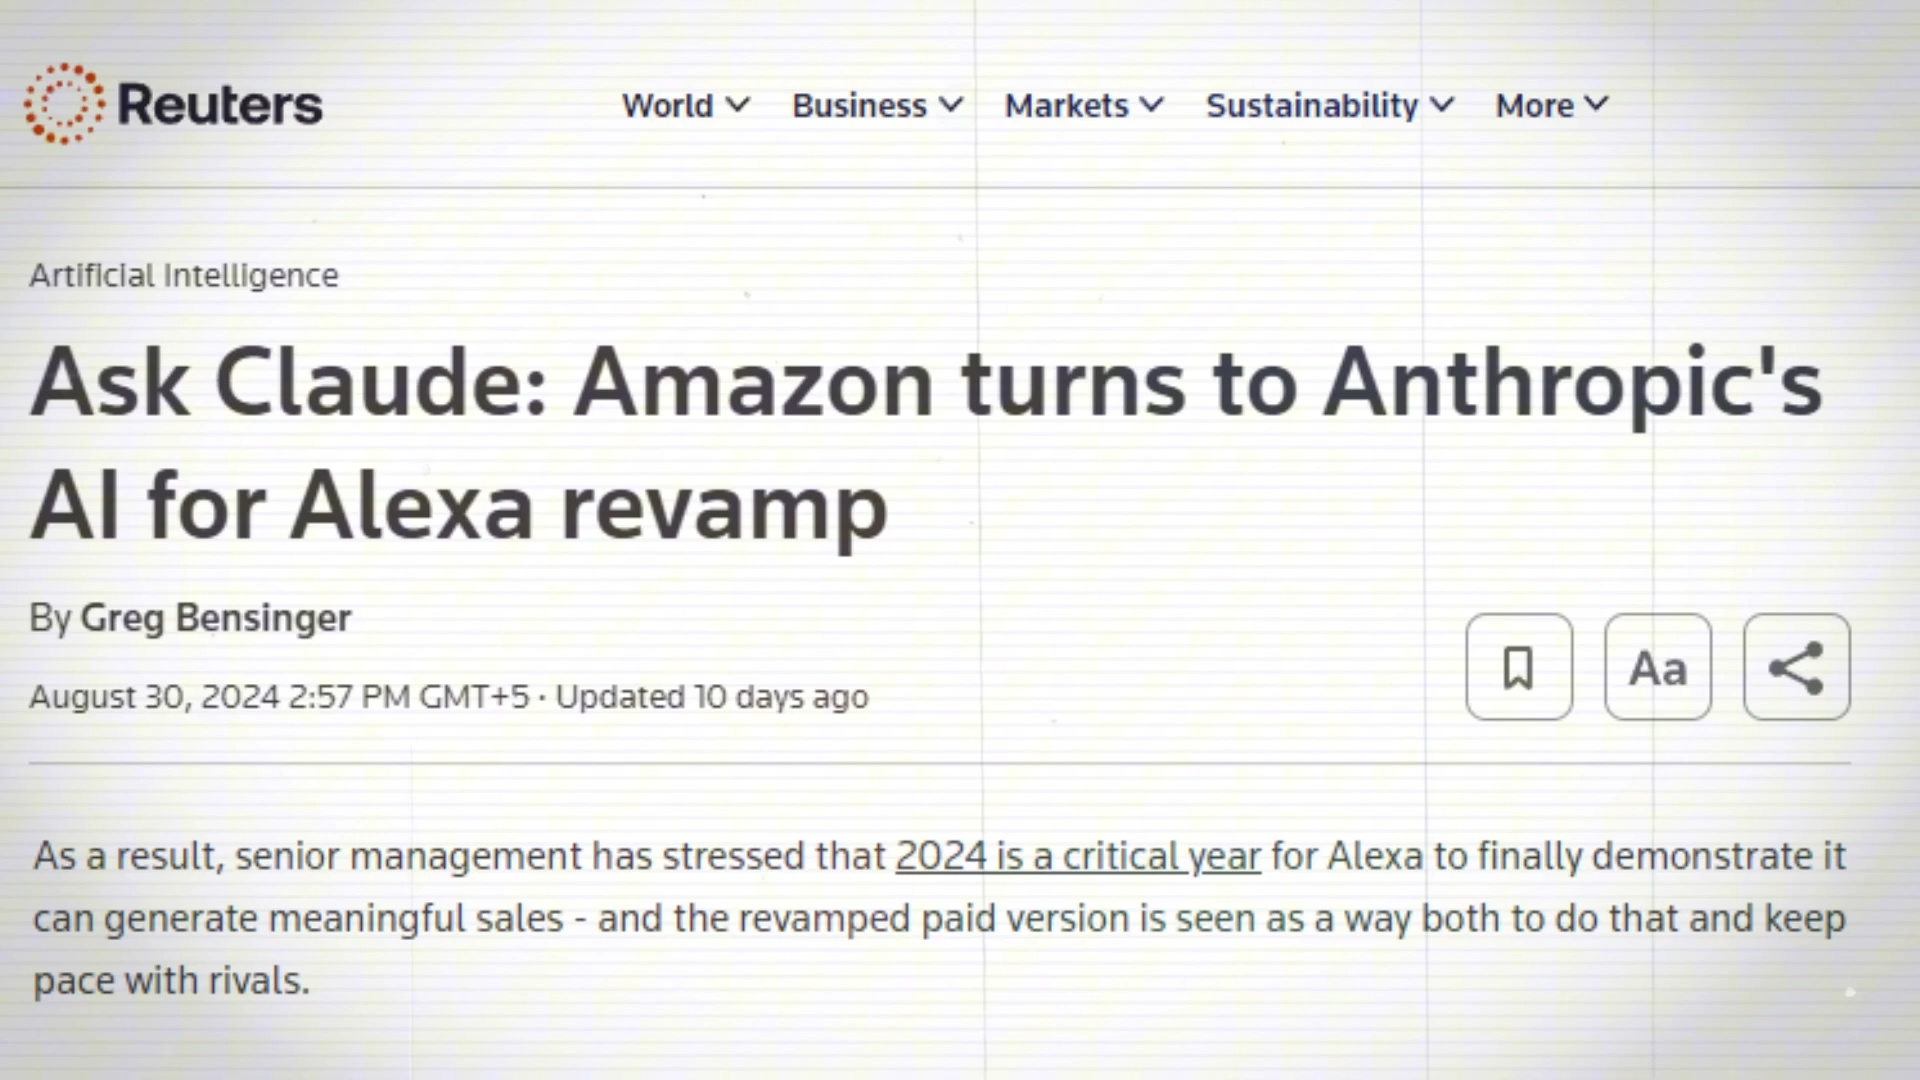 Reuters
World Business Markets Sustainability More
Artificial Intelligence
Ask Claude: Amazon turns to Anthropic's
AI for Alexa revamp
By Greg Bensinger
August 30, 2024 2:57 PM GMT+5 · Updated 10 days ago
Aa
As a result, senior management has stressed that 2024 is a critical year for Alexa to finally demonstrate it
can generate meaningful sales - and the revamped paid version is seen as a way both to do that and keep
pace with rivals.